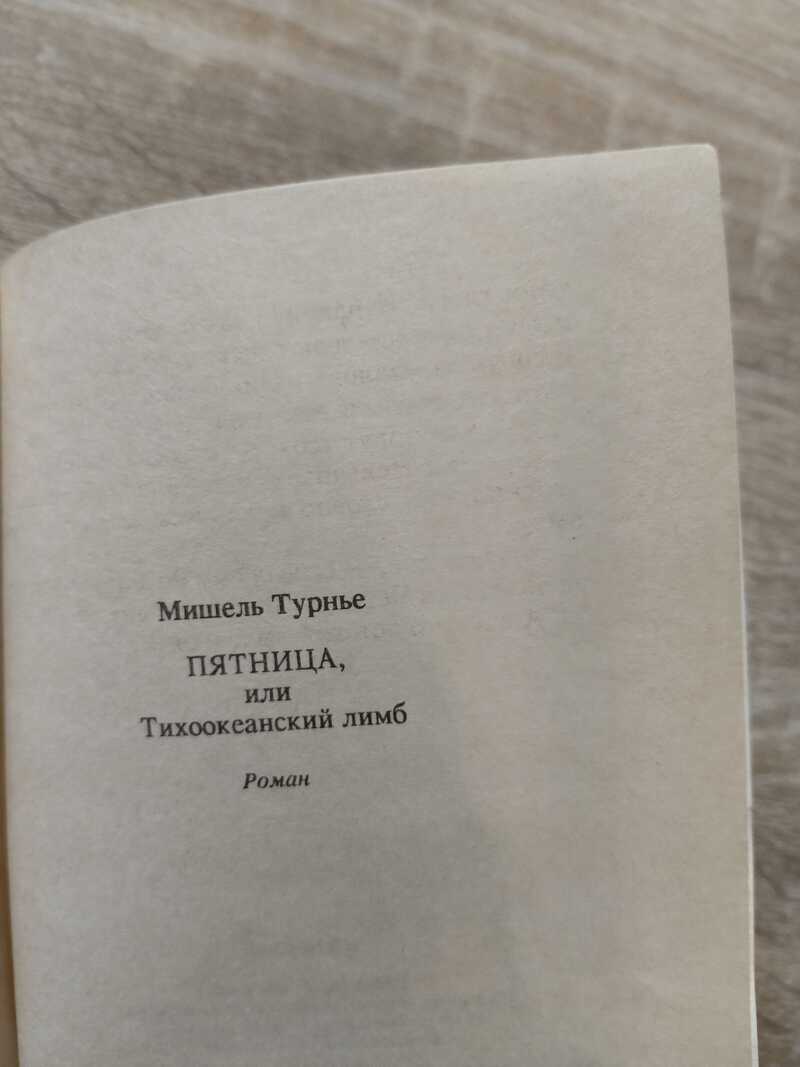 Мишель Турнье
ПЯТНИЦА,
или
Тихоокеанский лимб
Роман